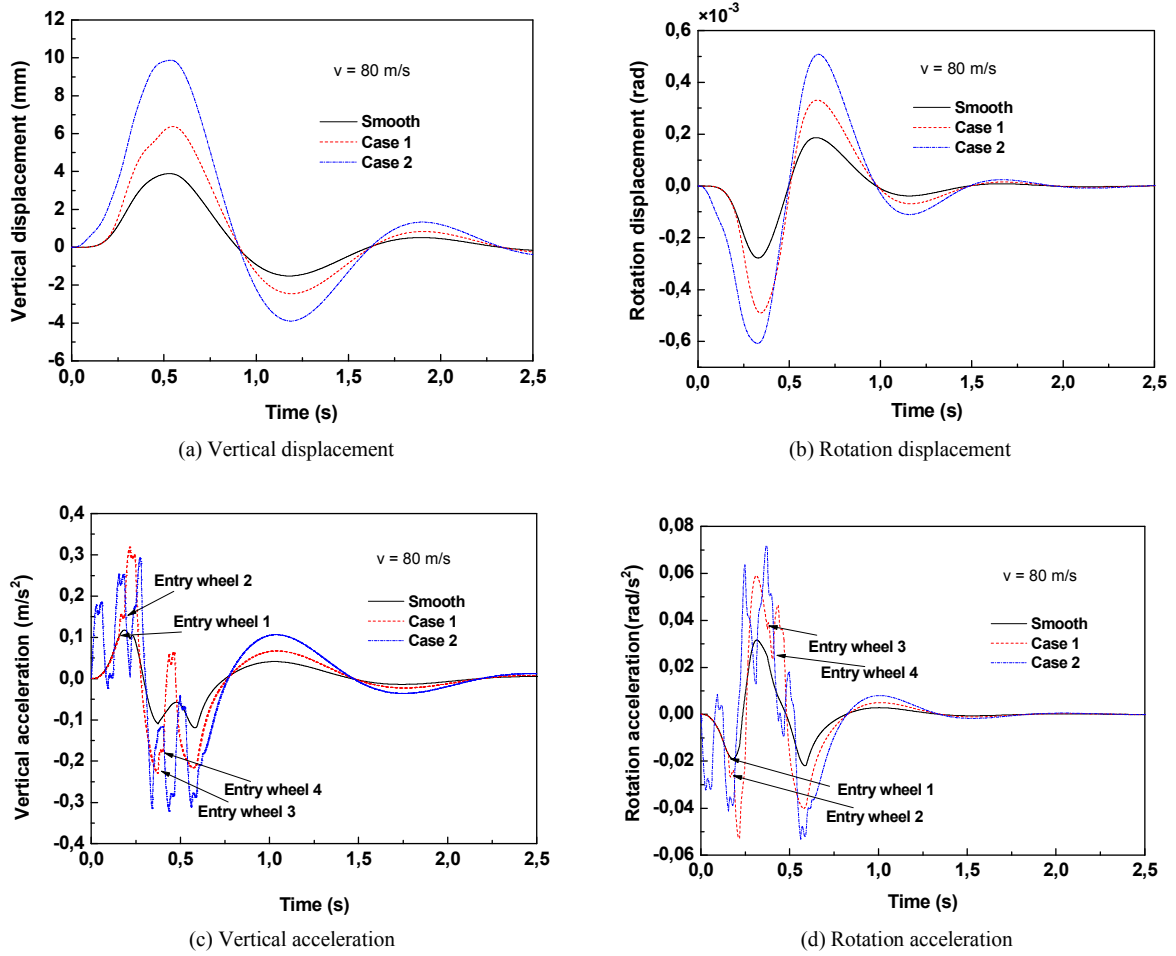 12
10
8
6
4
2
0
-2
-4
-6
Vertical displacement (mm)
v = 80 m/s
Smooth
Case 1
Case 2
0,0 0,5 1,0 1,5 2,0 2,5
Time (s)
(a) Vertical displacement
×10⁻³
0,6
0,4
0,2
0,0
-0,2
-0,4
-0,6
Rotation displacement (rad)
v = 80 m/s
Smooth
Case 1
Case 2
0,0 0,5 1,0 1,5 2,0 2,5
Time (s)
(b) Rotation displacement
0,4
0,3
0,2
0,1
0,0
-0,1
-0,2
-0,3
-0,4
Vertical acceleration (m/s²)
v = 80 m/s
Entry wheel 2
Entry wheel 1
Smooth
Case 1
Case 2
Entry wheel 4
Entry wheel 3
0,0 0,5 1,0 1,5 2,0 2,5
Time (s)
(c) Vertical acceleration
0,08
0,06
0,04
0,02
0,00
-0,02
-0,04
-0,06
Rotation acceleration(rad/s²)
v = 80 m/s
Smooth
Case 1
Case 2
Entry wheel 3
Entry wheel 4
Entry wheel 1
Entry wheel 2
0,0 0,5 1,0 1,5 2,0 2,5
Time (s)
(d) Rotation acceleration